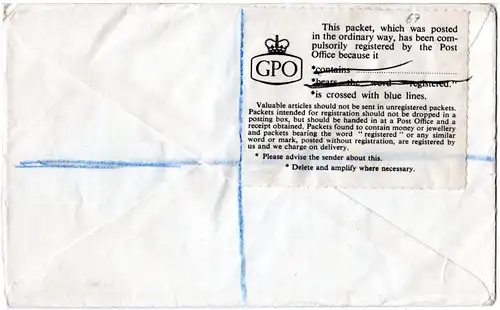 67
This packet, which was posted
in the ordinary way, has been com-
pulsorily registered by the Post
Office because it
GPO
*contains ..............................
*bears the word "registered."
*is crossed with blue lines.
Valuable articles should not be sent in unregistered packets.
Packets intended for registration should not be dropped in a
posting box, but should be handed in at a Post Office and a
receipt obtained. Packets found to contain money or jewellery
and packets bearing the word "registered" or any similar
word or mark, posted without registration, are registered by
us and we charge on delivery.
* Please advise the sender about this.
* Delete and amplify where necessary.